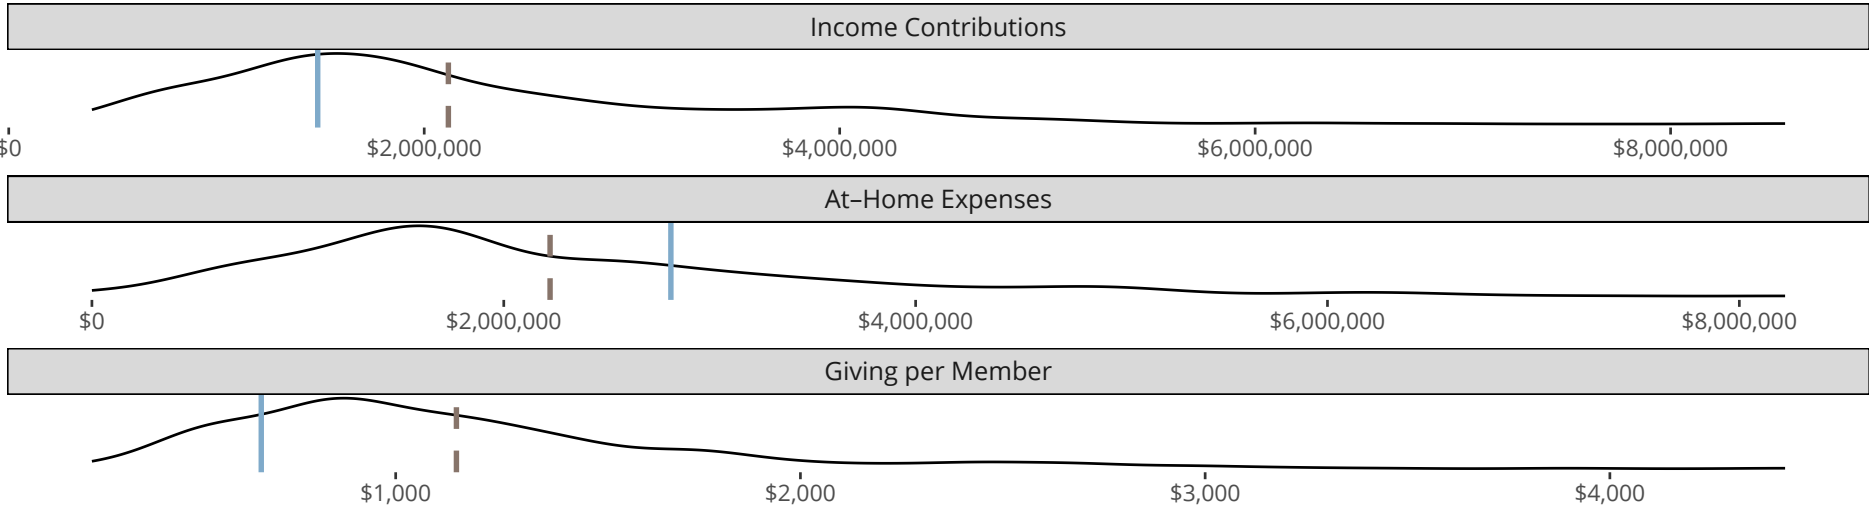 Income Contributions
$0 $2,000,000 $4,000,000 $6,000,000 $8,000,000
At–Home Expenses
$0 $2,000,000 $4,000,000 $6,000,000 $8,000,000
Giving per Member
$1,000 $2,000 $3,000 $4,000